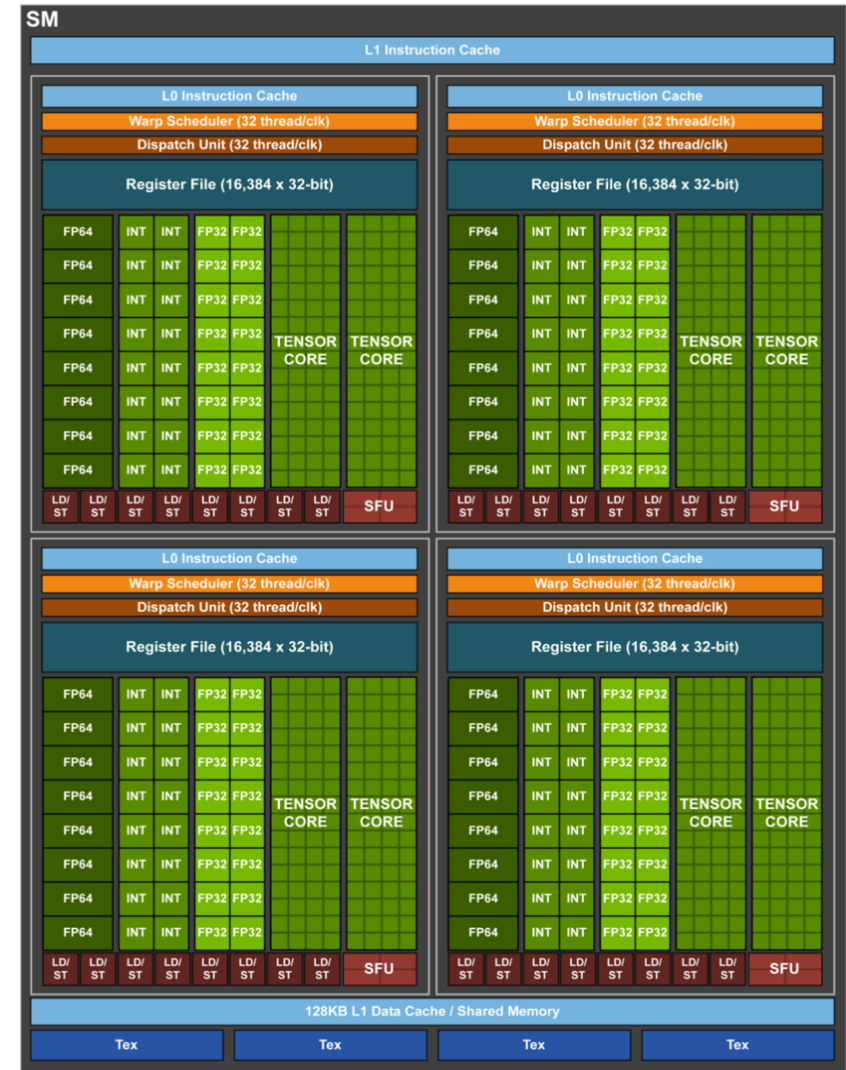 SM
L1 Instruction Cache
L0 Instruction Cache
Warp Scheduler (32 thread/clk)
Dispatch Unit (32 thread/clk)
Register File (16,384 x 32-bit)
FP64 INT INT FP32 FP32
FP64 INT INT FP32 FP32
FP64 INT INT FP32 FP32
FP64 INT INT FP32 FP32
TENSOR CORE TENSOR CORE
FP64 INT INT FP32 FP32
FP64 INT INT FP32 FP32
FP64 INT INT FP32 FP32
FP64 INT INT FP32 FP32
LD/ST LD/ST LD/ST LD/ST LD/ST LD/ST LD/ST LD/ST SFU
L0 Instruction Cache
Warp Scheduler (32 thread/clk)
Dispatch Unit (32 thread/clk)
Register File (16,384 x 32-bit)
FP64 INT INT FP32 FP32
FP64 INT INT FP32 FP32
FP64 INT INT FP32 FP32
FP64 INT INT FP32 FP32
TENSOR CORE TENSOR CORE
FP64 INT INT FP32 FP32
FP64 INT INT FP32 FP32
FP64 INT INT FP32 FP32
FP64 INT INT FP32 FP32
LD/ST LD/ST LD/ST LD/ST LD/ST LD/ST LD/ST LD/ST SFU
L0 Instruction Cache
Warp Scheduler (32 thread/clk)
Dispatch Unit (32 thread/clk)
Register File (16,384 x 32-bit)
FP64 INT INT FP32 FP32
FP64 INT INT FP32 FP32
FP64 INT INT FP32 FP32
FP64 INT INT FP32 FP32
TENSOR CORE TENSOR CORE
FP64 INT INT FP32 FP32
FP64 INT INT FP32 FP32
FP64 INT INT FP32 FP32
FP64 INT INT FP32 FP32
LD/ST LD/ST LD/ST LD/ST LD/ST LD/ST LD/ST LD/ST SFU
L0 Instruction Cache
Warp Scheduler (32 thread/clk)
Dispatch Unit (32 thread/clk)
Register File (16,384 x 32-bit)
FP64 INT INT FP32 FP32
FP64 INT INT FP32 FP32
FP64 INT INT FP32 FP32
FP64 INT INT FP32 FP32
TENSOR CORE TENSOR CORE
FP64 INT INT FP32 FP32
FP64 INT INT FP32 FP32
FP64 INT INT FP32 FP32
FP64 INT INT FP32 FP32
LD/ST LD/ST LD/ST LD/ST LD/ST LD/ST LD/ST LD/ST SFU
128KB L1 Data Cache / Shared Memory
Tex Tex Tex Tex